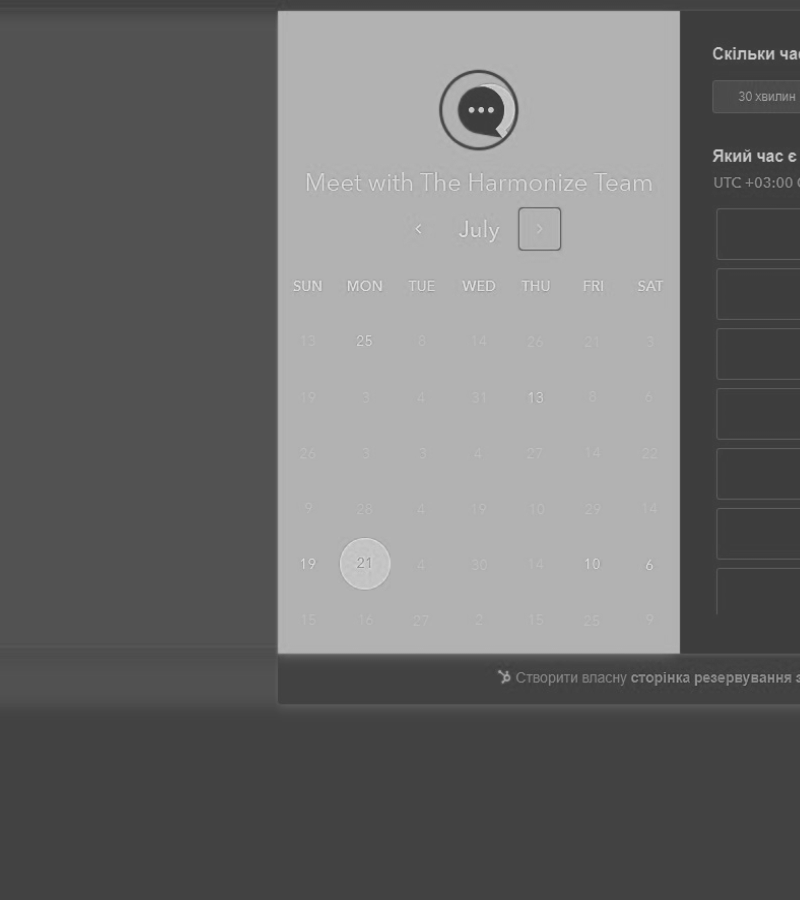 Meet with The Harmonize Team
July
SUN MON TUE WED THU FRI SAT
13 25 8 14 26 21 3
19 3 4 31 13 8 6
26 3 3 4 27 14 22
9 28 4 19 10 29 14
19 21 4 30 14 10 6
15 16 27 2 15 25 9
Скільки час
30 хвилин
Який час є
UTC +03:00
Створити власну сторінка резервування з